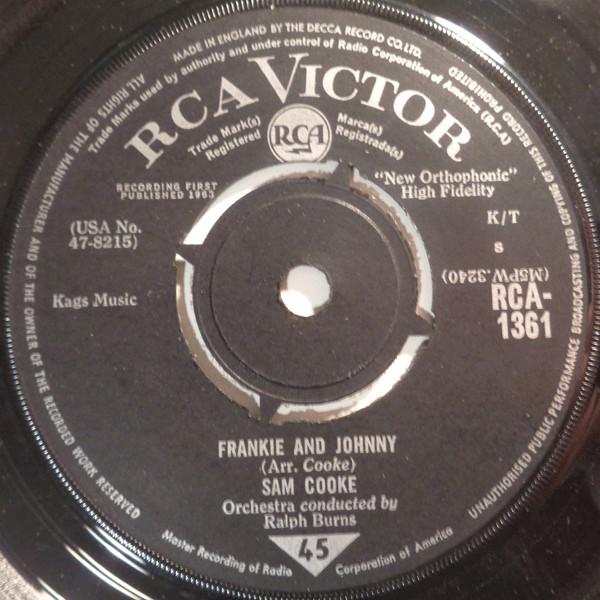 MADE IN ENGLAND BY THE DECCA RECORD CO. LTD.
ALL RIGHTS OF THE MANUFACTURER AND OF THE OWNER OF THE RECORDED WORK RESERVED
UNAUTHORISED PUBLIC PERFORMANCE BROADCASTING AND COPYING OF THIS RECORD PROHIBITED
Trade Marks used by authority and under control of Radio Corporation of America (R.C.A.)
RCA VICTOR
Trade Mark(s)
Registered
RCA
Marca(s)
Registrada(s)
RECORDING FIRST
PUBLISHED 1963
"New Orthophonic"
High Fidelity
(USA No.
47-8215)
K/T
s
(M5PW.3240)
Kags Music
RCA-
1361
FRANKIE AND JOHNNY
(Arr. Cooke)
SAM COOKE
Orchestra conducted by
Ralph Burns
45
Master Recording of Radio Corporation of America